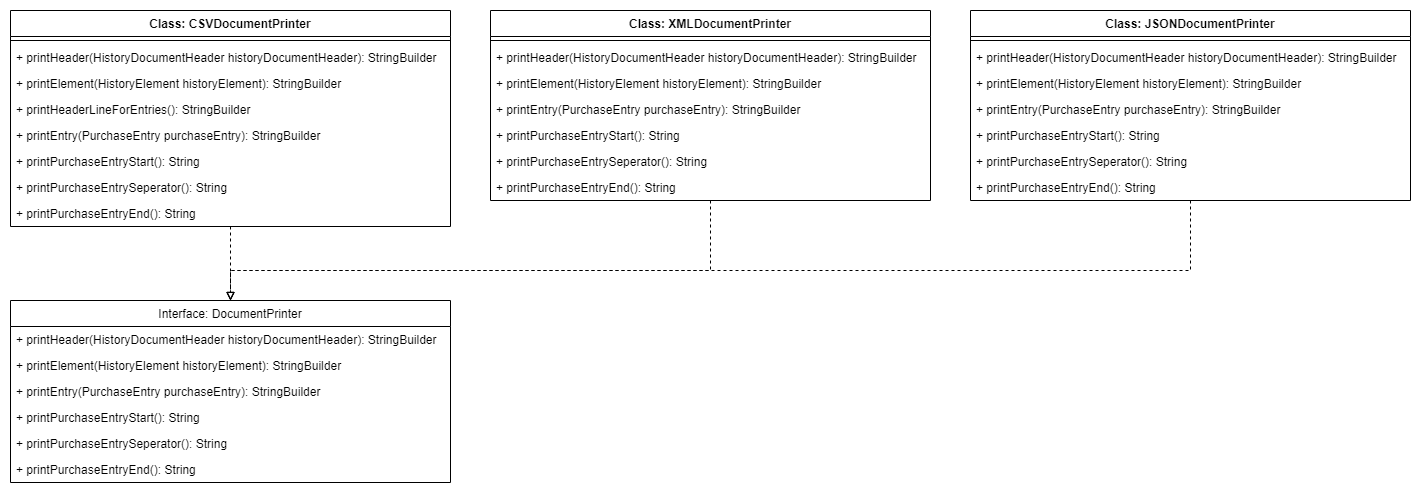 Class: CSVDocumentPrinter
+ printHeader(HistoryDocumentHeader historyDocumentHeader): StringBuilder
+ printElement(HistoryElement historyElement): StringBuilder
+ printHeaderLineForEntries(): StringBuilder
+ printEntry(PurchaseEntry purchaseEntry): StringBuilder
+ printPurchaseEntryStart(): String
+ printPurchaseEntrySeperator(): String
+ printPurchaseEntryEnd(): String
Class: XMLDocumentPrinter
+ printHeader(HistoryDocumentHeader historyDocumentHeader): StringBuilder
+ printElement(HistoryElement historyElement): StringBuilder
+ printEntry(PurchaseEntry purchaseEntry): StringBuilder
+ printPurchaseEntryStart(): String
+ printPurchaseEntrySeperator(): String
+ printPurchaseEntryEnd(): String
Class: JSONDocumentPrinter
+ printHeader(HistoryDocumentHeader historyDocumentHeader): StringBuilder
+ printElement(HistoryElement historyElement): StringBuilder
+ printEntry(PurchaseEntry purchaseEntry): StringBuilder
+ printPurchaseEntryStart(): String
+ printPurchaseEntrySeperator(): String
+ printPurchaseEntryEnd(): String
Interface: DocumentPrinter
+ printHeader(HistoryDocumentHeader historyDocumentHeader): StringBuilder
+ printElement(HistoryElement historyElement): StringBuilder
+ printEntry(PurchaseEntry purchaseEntry): StringBuilder
+ printPurchaseEntryStart(): String
+ printPurchaseEntrySeperator(): String
+ printPurchaseEntryEnd(): String